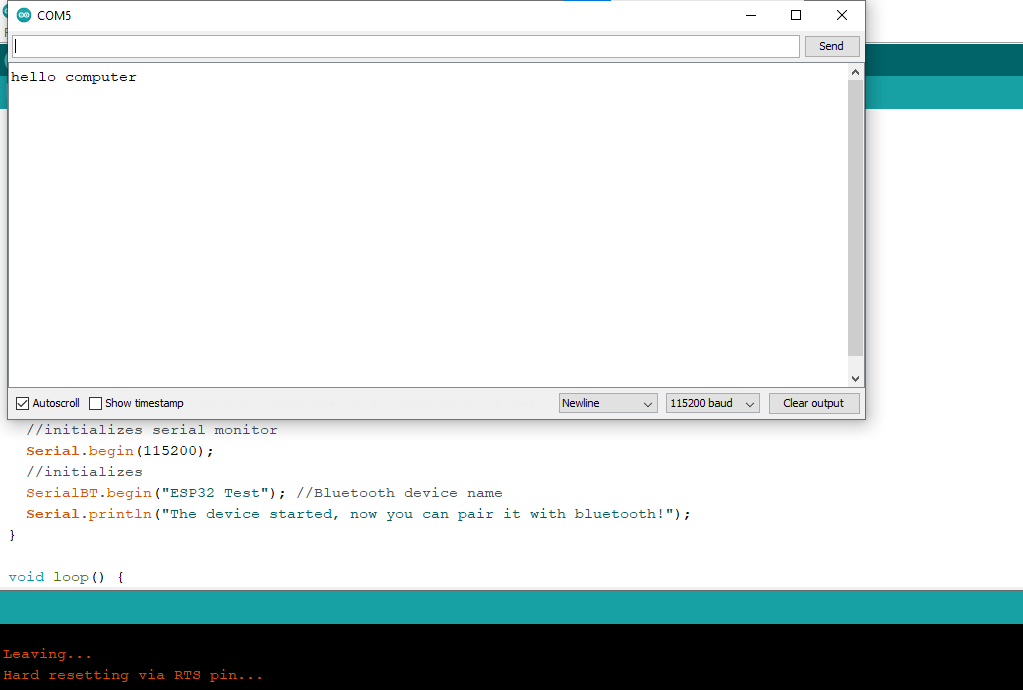 COM5
Send
hello computer
Autoscroll Show timestamp Newline 115200 baud Clear output
//initializes serial monitor
Serial.begin(115200);
//initializes
SerialBT.begin("ESP32 Test"); //Bluetooth device name
Serial.println("The device started, now you can pair it with bluetooth!");
}
void loop() {
Leaving...
Hard resetting via RTS pin...